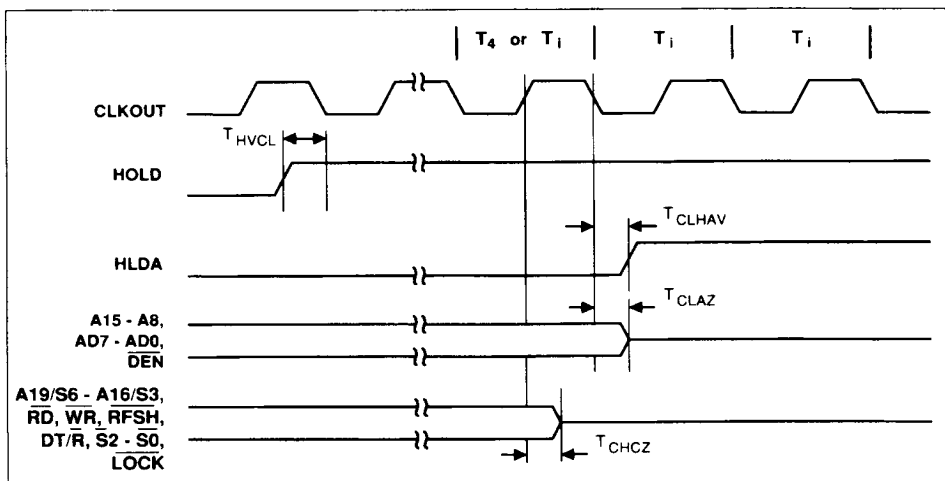 T4 or Ti Ti Ti
CLKOUT
THVCL
HOLD
TCLHAV
HLDA
TCLAZ
A15 - A8,
AD7 - AD0,
DEN
A19/S6 - A16/S3,
RD, WR, RFSH,
DT/R, S2 - S0,
LOCK
TCHCZ